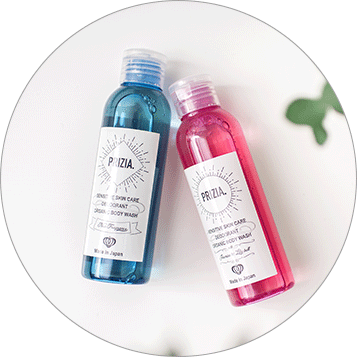 PRIZIA.
SENSITIVE SKIN CARE
DEODORANT
ORGANIC BODY WASH
Made in Japan
PRIZIA.
SENSITIVE SKIN CARE
DEODORANT
ORGANIC BODY WASH
Made in Japan